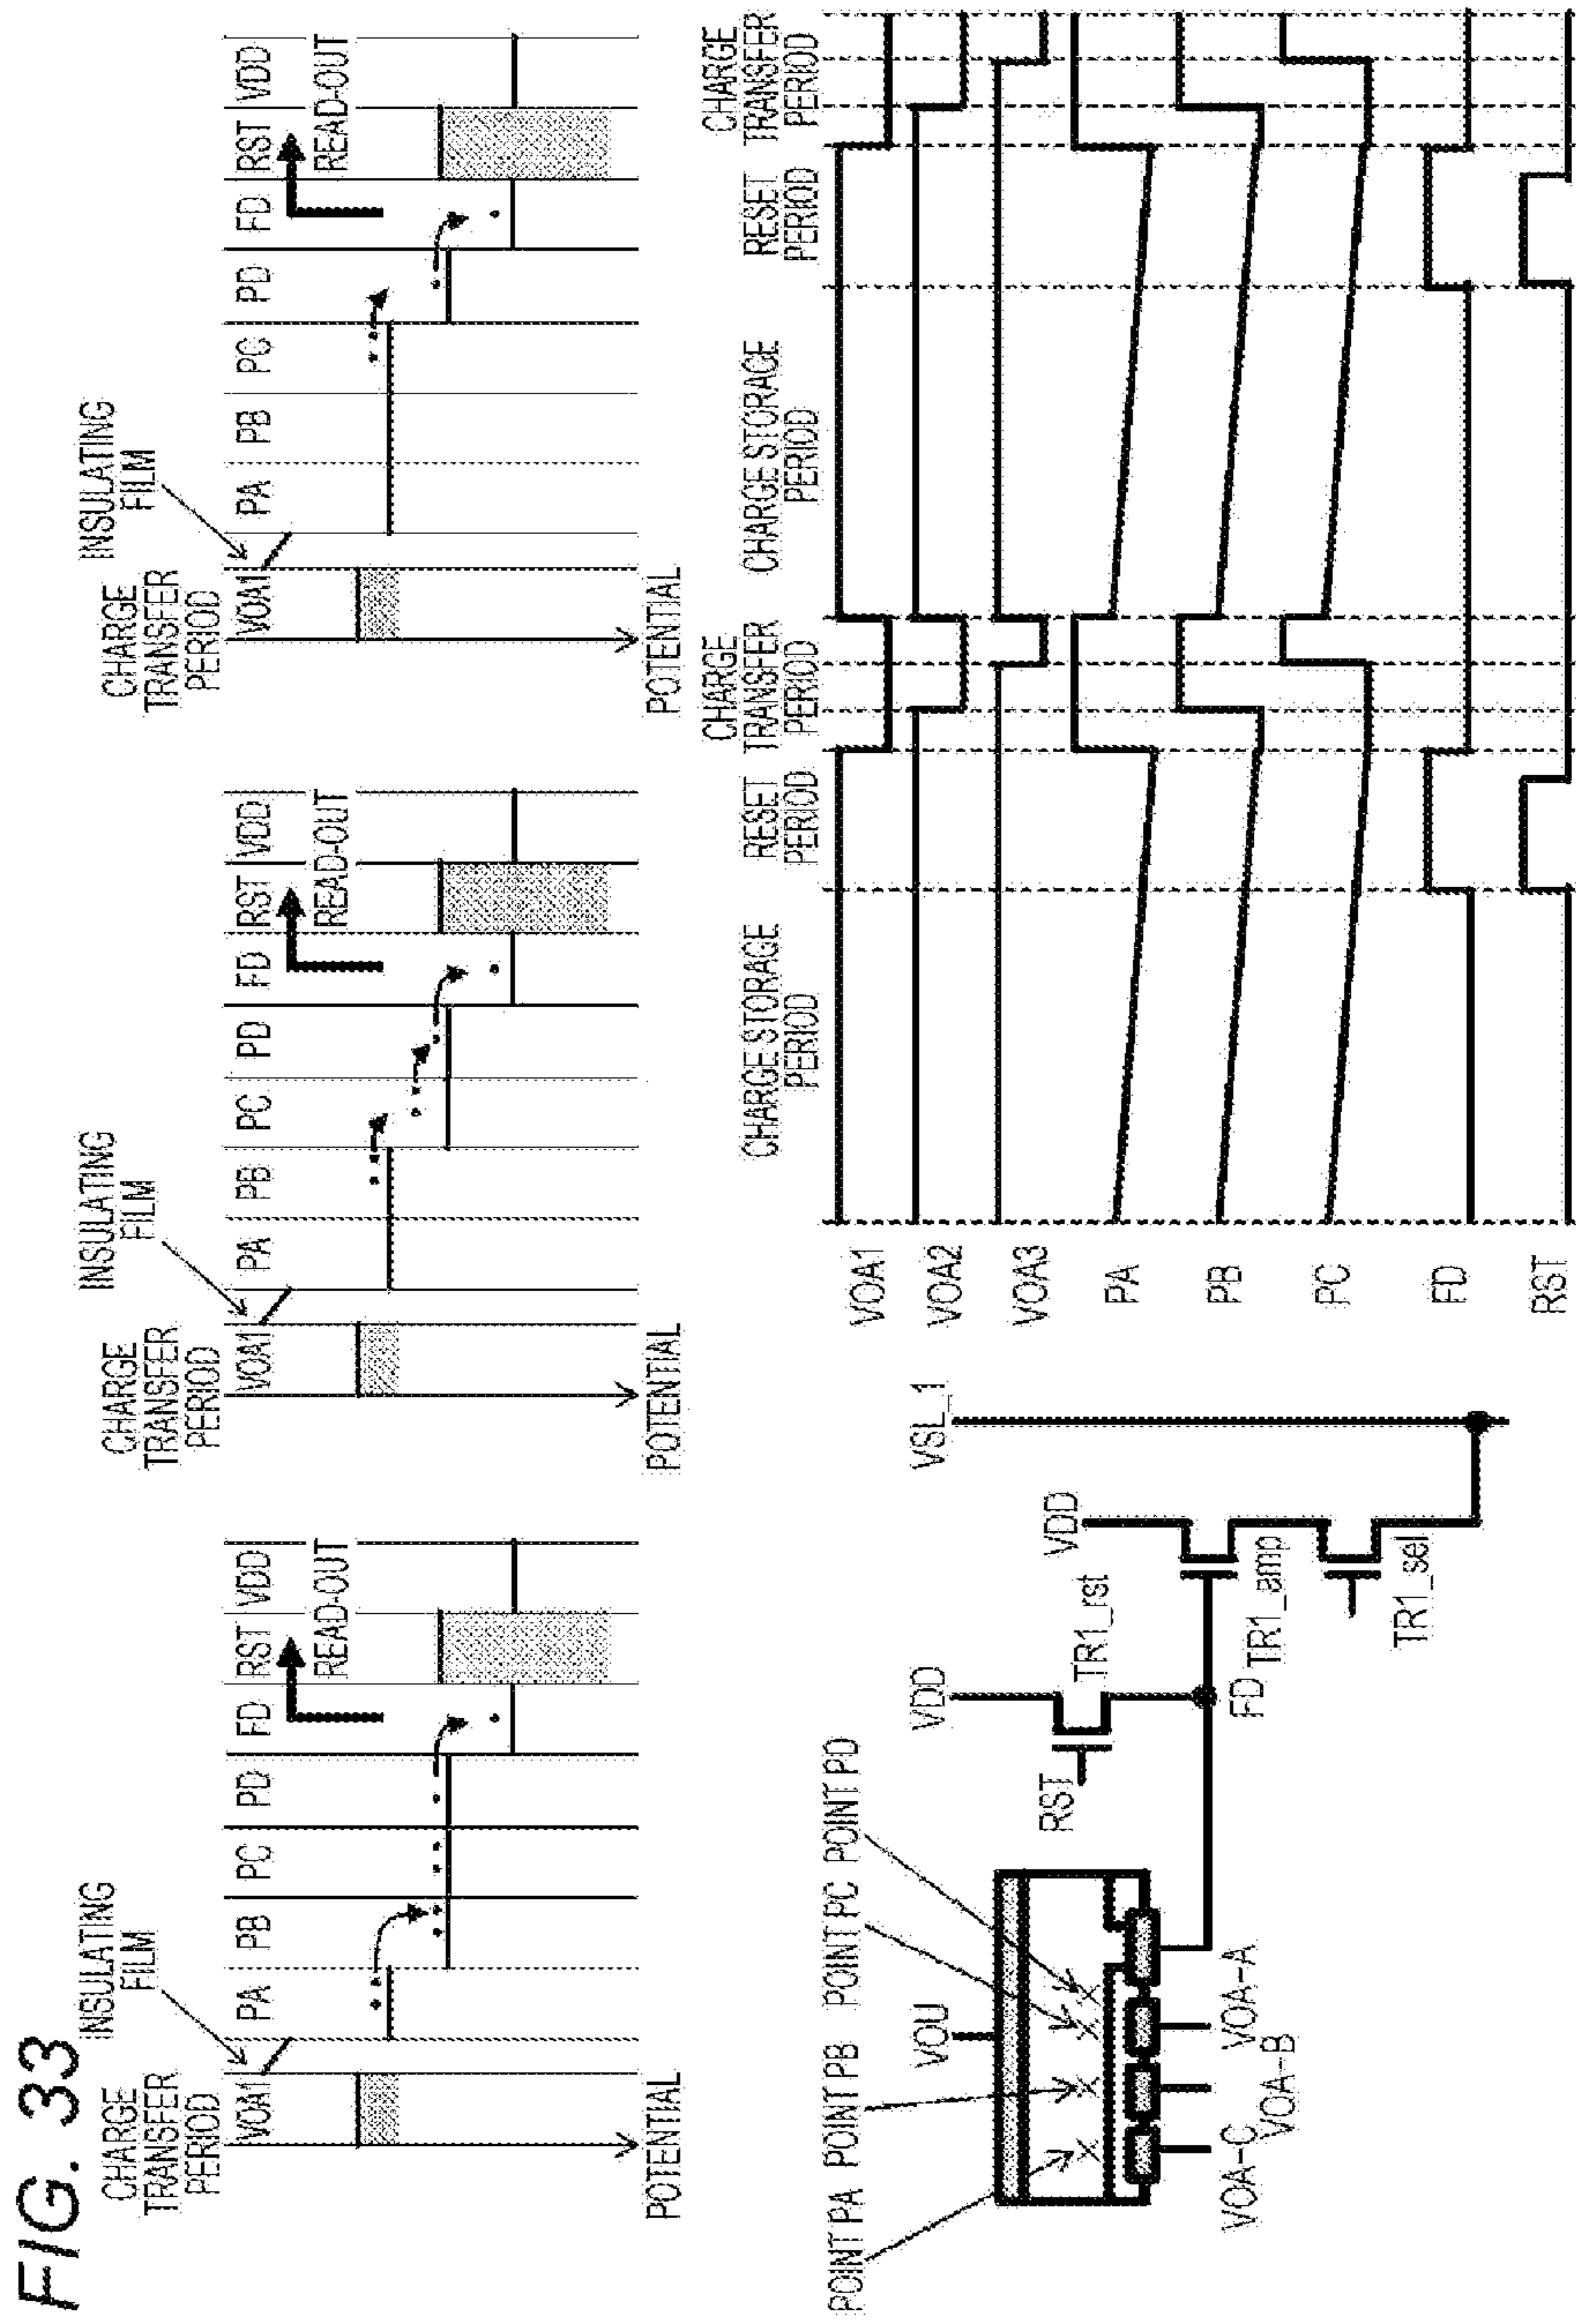 FIG. 33
CHARGE
TRANSFER
PERIOD
INSULATING
FILM
VOA1
PA
PB
PC
PD
FD
RST
VDD
READ-OUT
POTENTIAL
CHARGE
TRANSFER
PERIOD
INSULATING
FILM
VOA1
PA
PB
PC
PD
FD
RST
VDD
READ-OUT
POTENTIAL
CHARGE
TRANSFER
PERIOD
INSULATING
FILM
VOA1
PA
PB
PC
PD
FD
RST
VDD
READ-OUT
POTENTIAL
POINT PA
POINT PB
POINT PC
POINT PD
VOU
VOA-C
VOA-B
VOA-A
RST
VDD
TR1_rst
FD
VDD
TR1_amp
TR1_sel
VSL_1
CHARGE STORAGE
PERIOD
RESET
PERIOD
CHARGE
TRANSFER
PERIOD
CHARGE STORAGE
PERIOD
RESET
PERIOD
CHARGE
TRANSFER
PERIOD
VOA1
VOA2
VOA3
PA
PB
PC
FD
RST